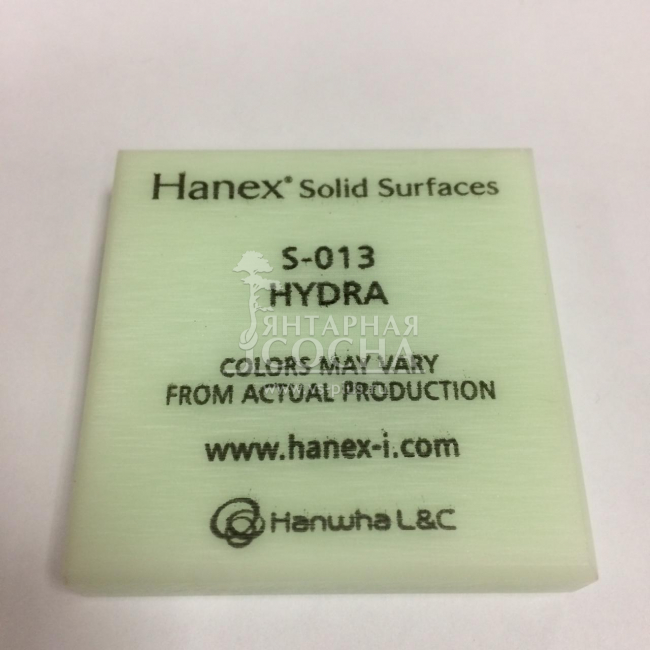 Hanex® Solid Surfaces
S-013
HYDRA
ЯНТАРНАЯ
СОСНА
COLORS MAY VARY
FROM ACTUAL PRODUCTION
www.hanex-i.com
Hanwha L&C